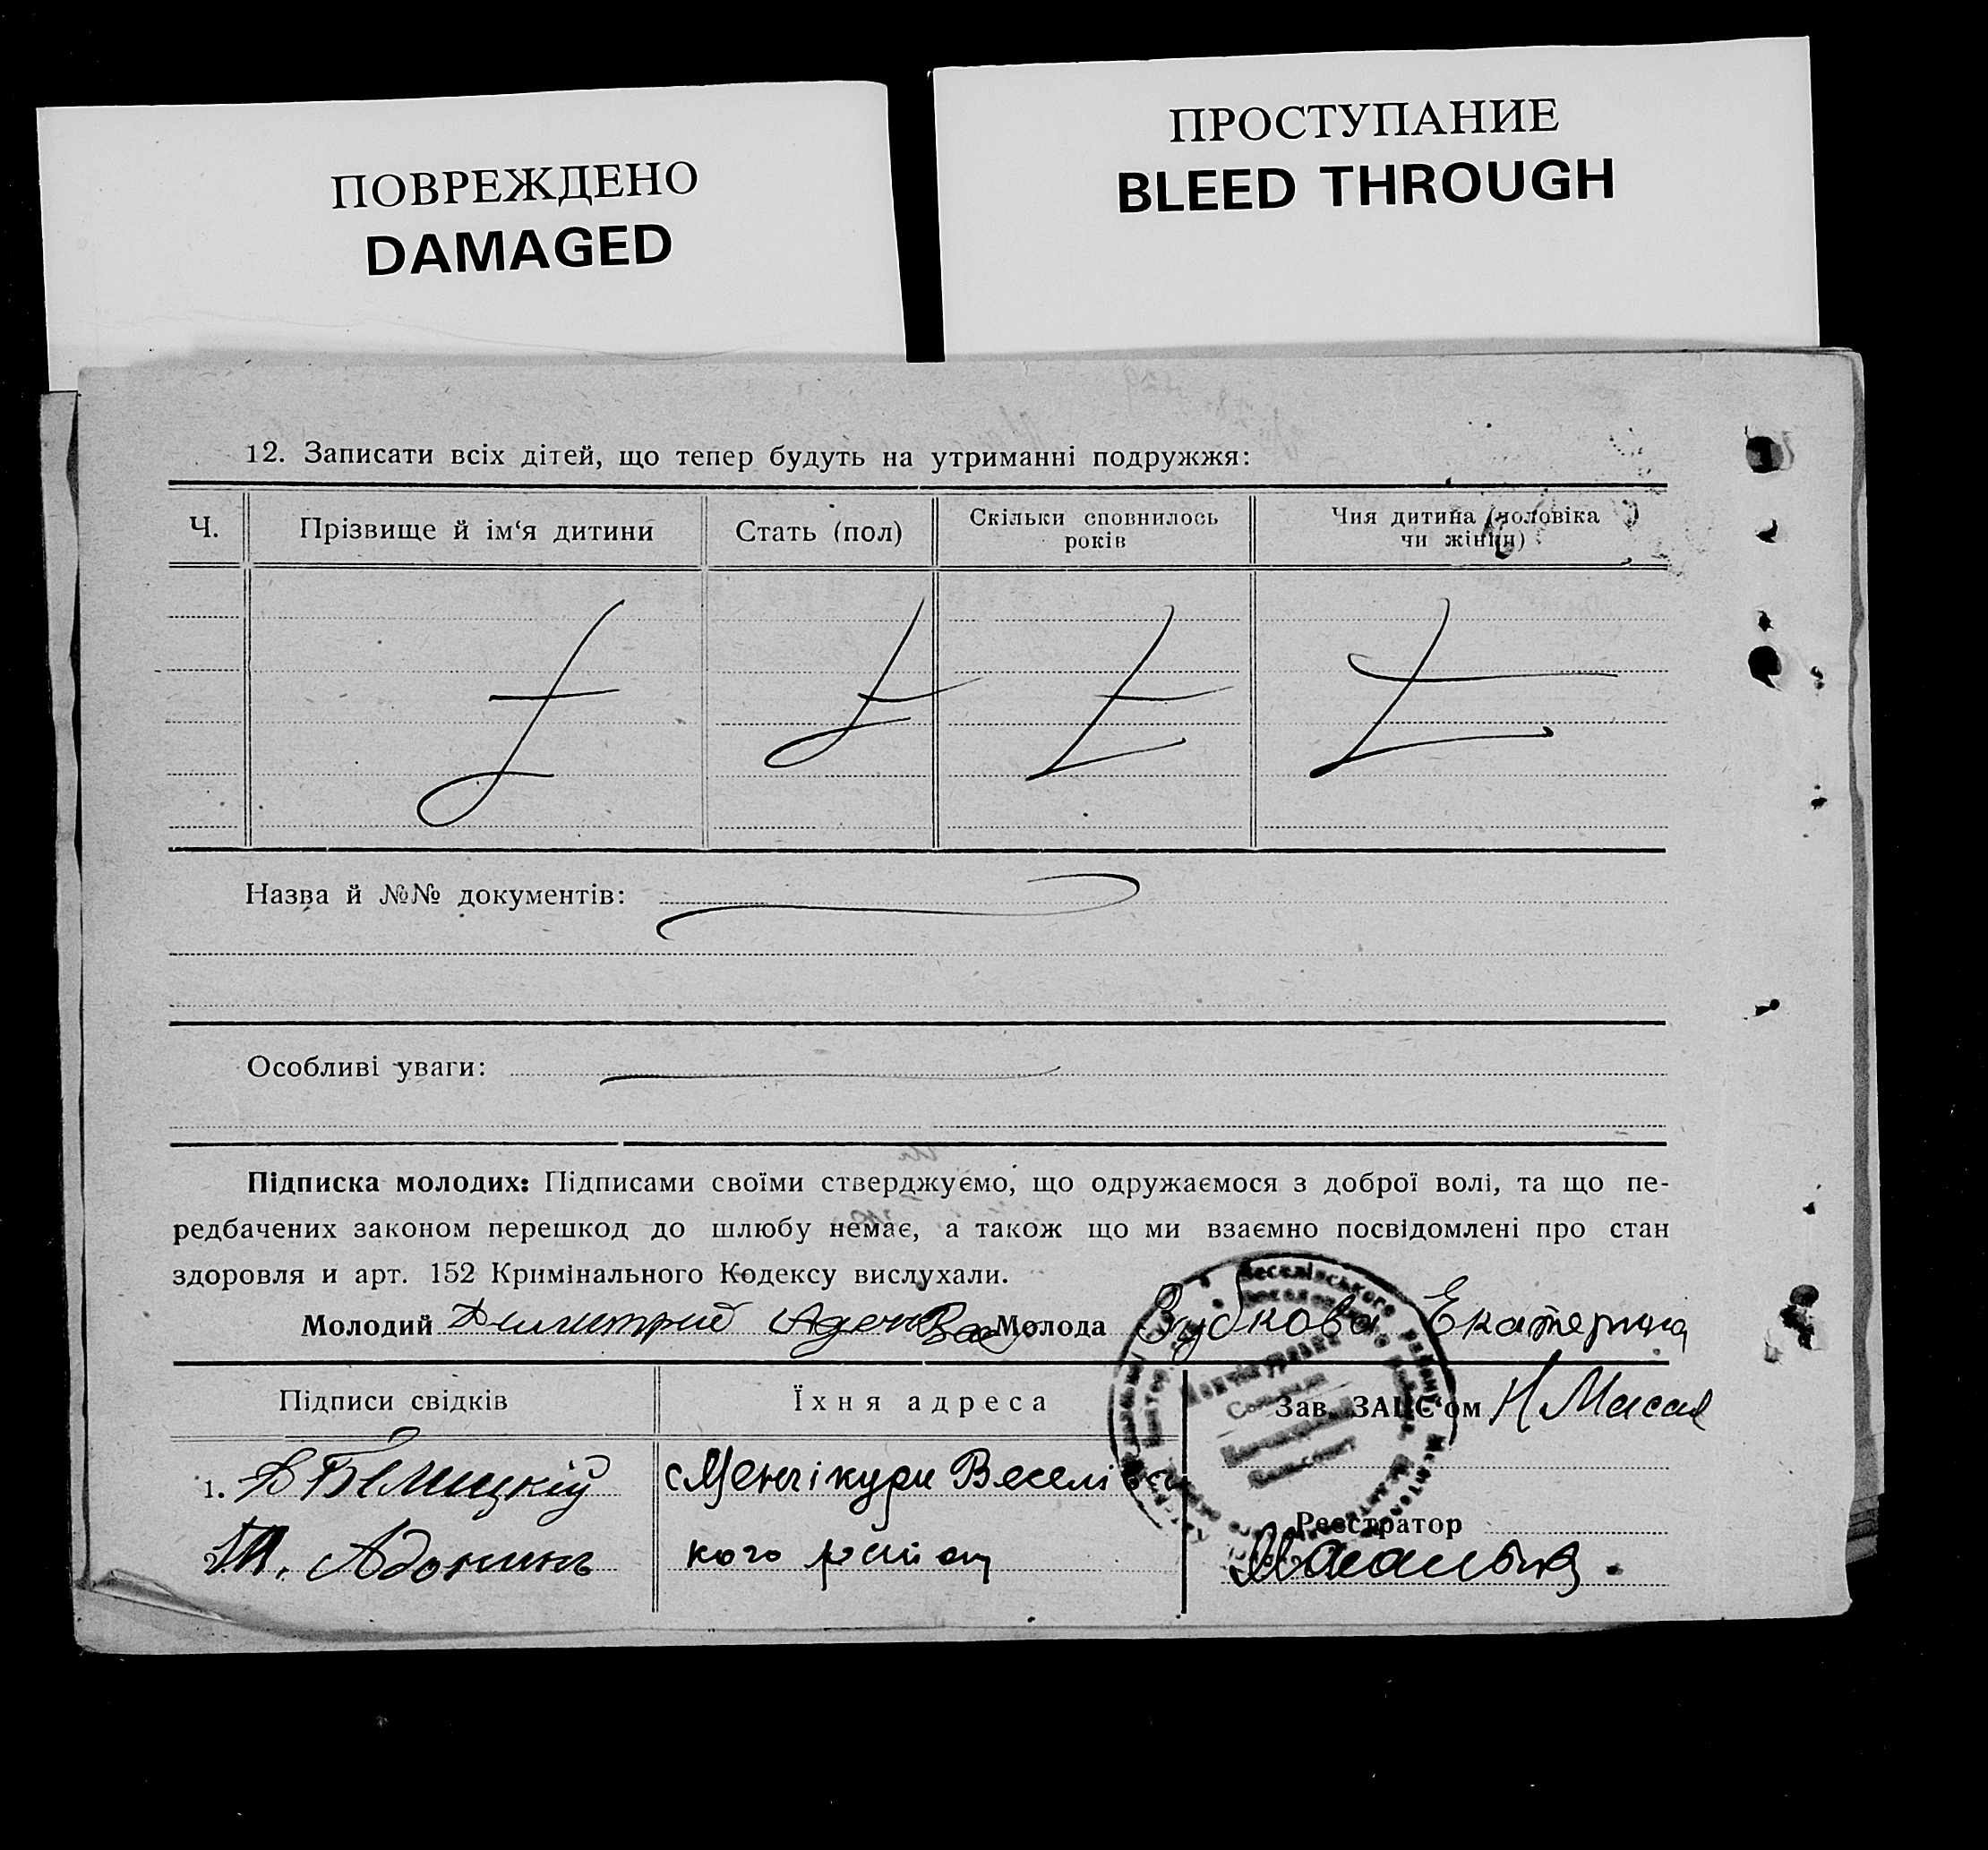 ПОВРЕЖДЕНО
DAMAGED
ПРОСТУПАНИЕ
BLEED THROUGH
12. Записати всіх дітей, що тепер будуть на утриманні подружжя:
Ч.
Прізвище й ім‘я дитини
Стать (пол)
Скільки сповнилось
років
Чия дитина (чоловіка
чи жінки)
Назва й №№ документів:
Особливі уваги:
Підписка молодих: Підписами своїми стверджуємо, що одружаємося з доброї волі, та що пе-
редбачених законом перешкод до шлюбу немає, а також що ми взаємно посвідомлені про стан
здоровля и арт. 152 Кримінального Кодексу вислухали.
Молодий Димитрий Молода Зубкова Екатерина
Підписи свідків
Їхня адреса
Зав. ЗАЦС‘ом Н
1. Д Белицкій
с Менчікури Веселівсь
кого району
Реєстратор
Веселівського району